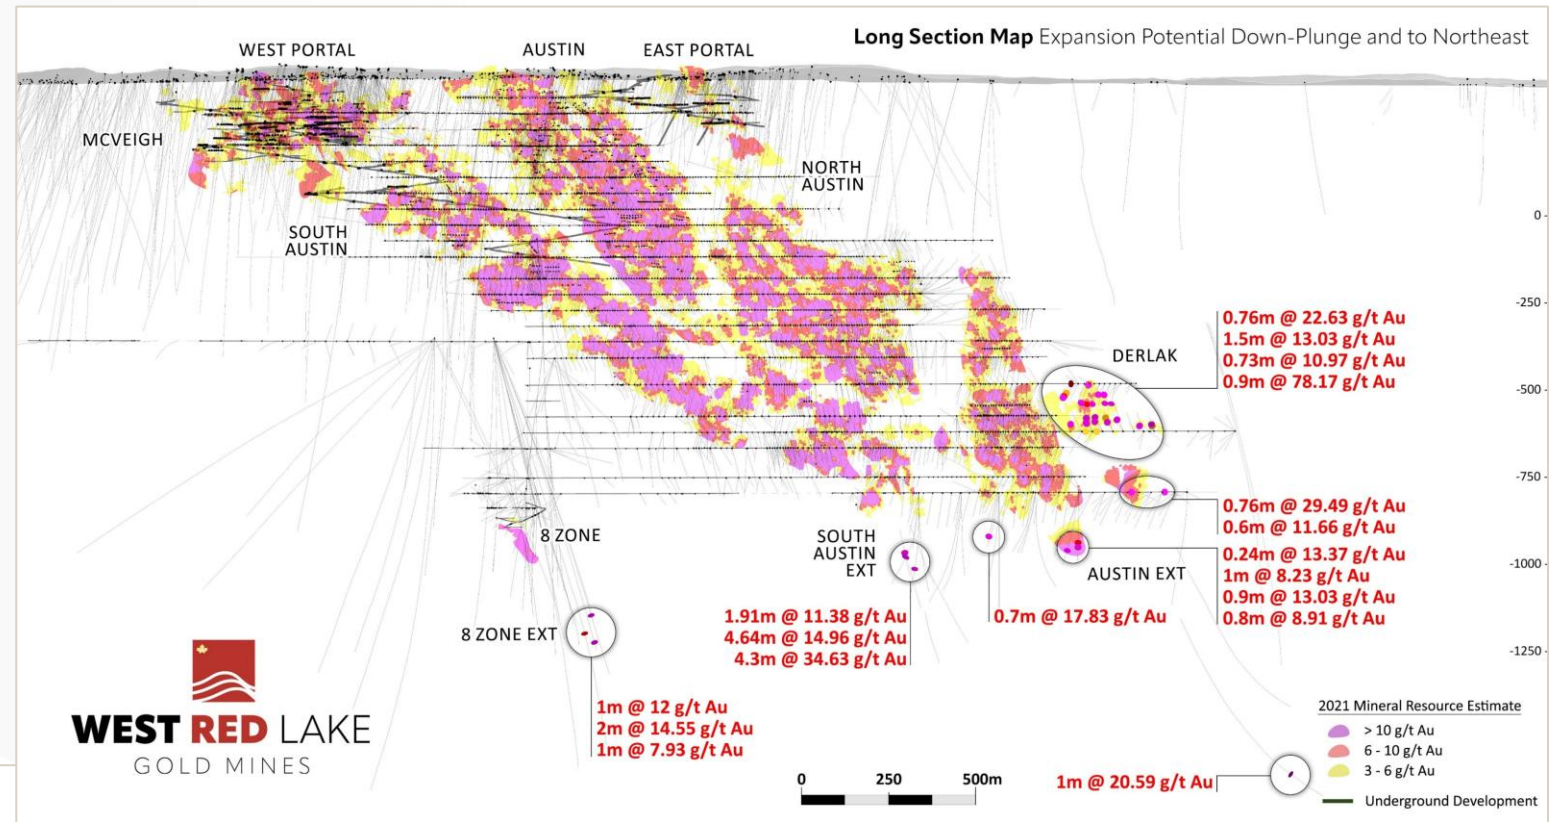 Long Section Map Expansion Potential Down-Plunge and to Northeast
WEST PORTAL
AUSTIN
EAST PORTAL
MCVEIGH
NORTH
AUSTIN
SOUTH
AUSTIN
0
-250
-500
-750
-1000
-1250
DERLAK
0.76m @ 22.63 g/t Au
1.5m @ 13.03 g/t Au
0.73m @ 10.97 g/t Au
0.9m @ 78.17 g/t Au
0.76m @ 29.49 g/t Au
0.6m @ 11.66 g/t Au
0.24m @ 13.37 g/t Au
1m @ 8.23 g/t Au
0.9m @ 13.03 g/t Au
0.8m @ 8.91 g/t Au
8 ZONE
SOUTH
AUSTIN
EXT
AUSTIN EXT
1.91m @ 11.38 g/t Au
4.64m @ 14.96 g/t Au
4.3m @ 34.63 g/t Au
0.7m @ 17.83 g/t Au
8 ZONE EXT
1m @ 12 g/t Au
2m @ 14.55 g/t Au
1m @ 7.93 g/t Au
WEST RED LAKE
GOLD MINES
0 250 500m
1m @ 20.59 g/t Au
2021 Mineral Resource Estimate
> 10 g/t Au
6 - 10 g/t Au
3 - 6 g/t Au
Underground Development